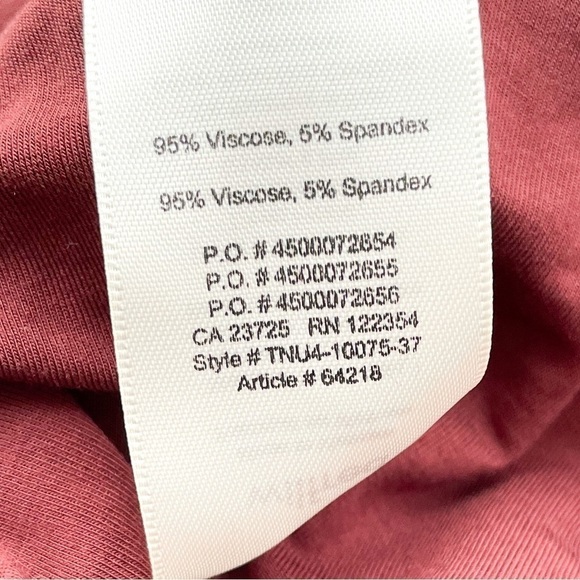 95% Viscose, 5% Spandex
95% Viscose, 5% Spandex
P.O. # 4500072654
P.O. # 4500072655
P.O. # 4500072656
CA 23725 RN 122354
Style # TNU4-10075-37
Article # 64218